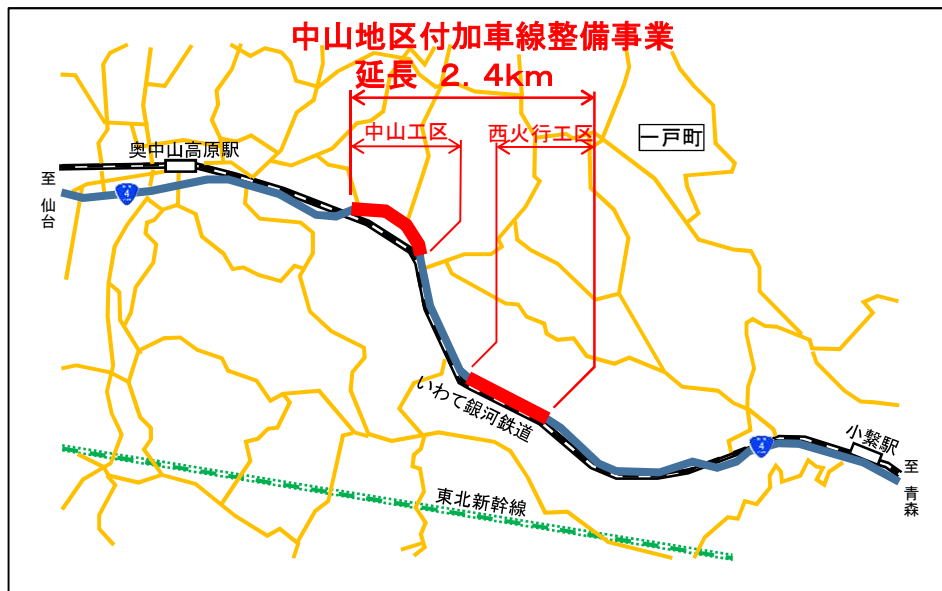 中山地区付加車線整備事業
延長 2.4km
中山工区
西火行工区
一戸町
奥中山高原駅
至 仙台
4
いわて銀河鉄道
4
小繋駅
至 青森
東北新幹線